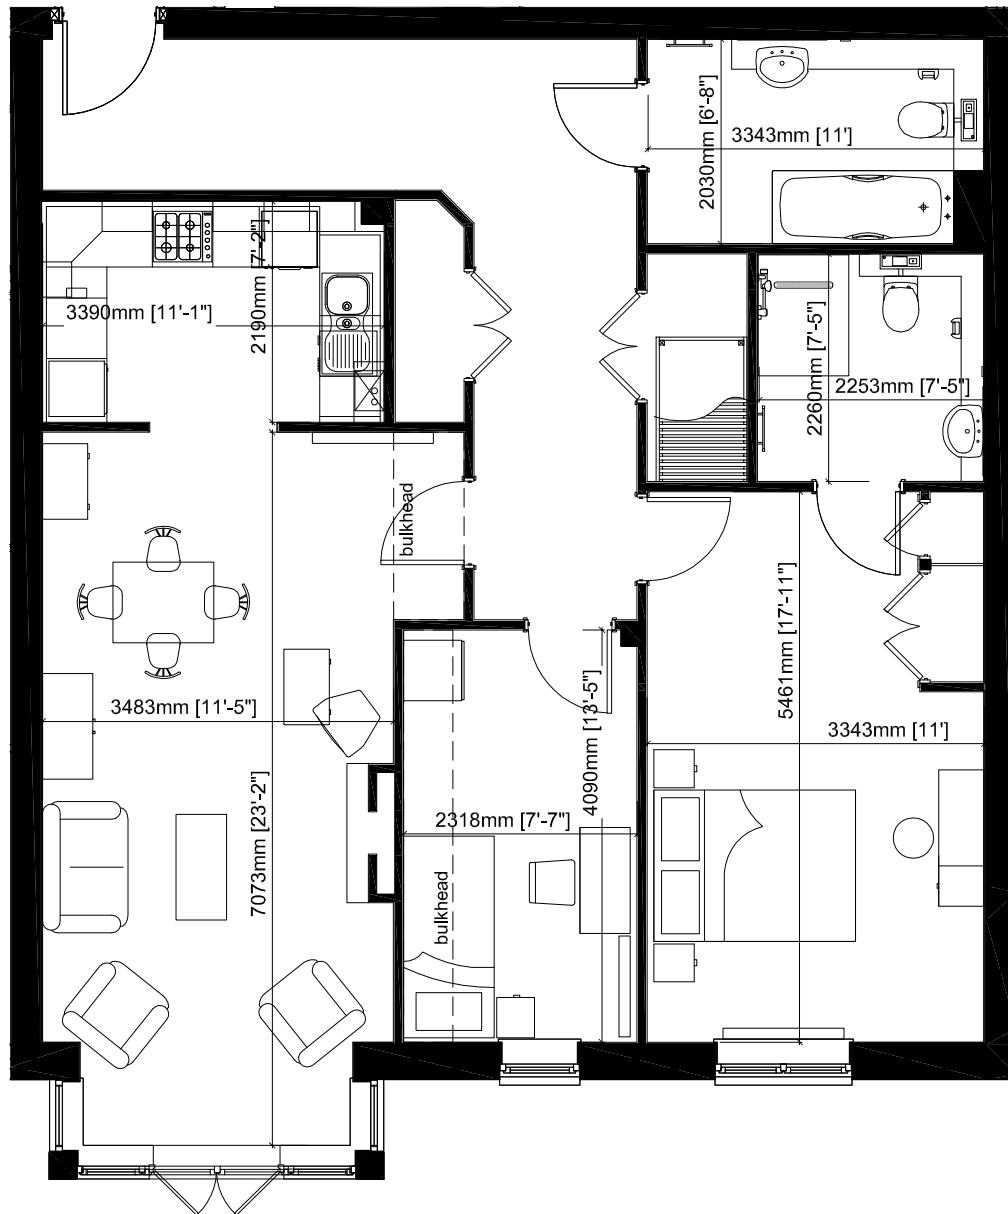 2030mm [6'-8"]
3343mm [11']
3390mm [11'-1"]
2190mm [7'-2"]
2260mm [7'-5"]
2253mm [7'-5"]
bulkhead
5461mm [17'-11"]
3483mm [11'-5"]
4090mm [13'-5"]
3343mm [11']
2318mm [7'-7"]
7073mm [23'-2"]
bulkhead